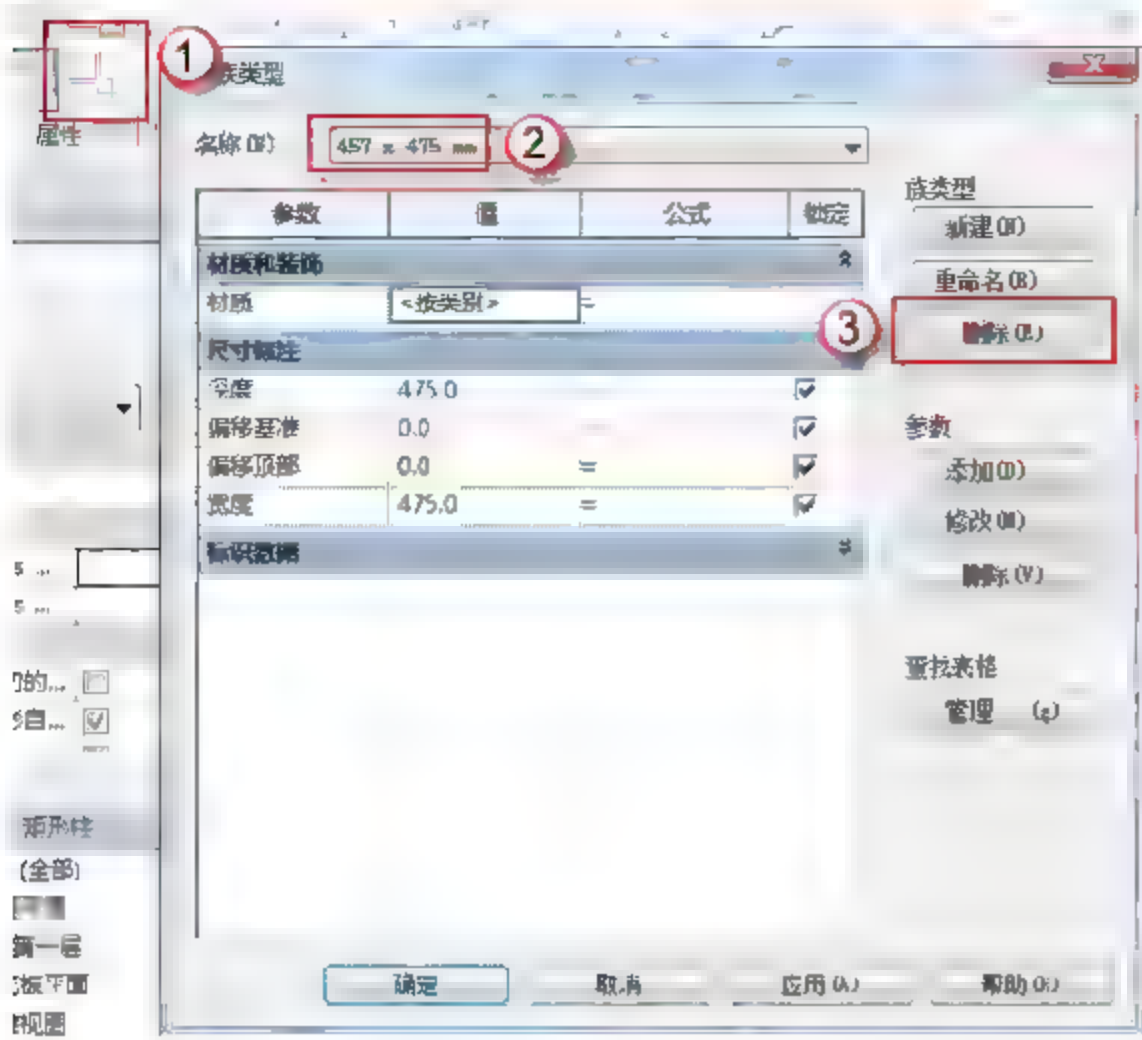 1
族类型
属性
名称(N)
457 x 475 mm
2
参数 值 公式 锁定
族类型
新建(N)
材质和装饰
重命名(R)
材质 <按类别> =
3
删除(E)
尺寸标注
深度 475.0
偏移基准 0.0
参数
偏移顶部 0.0 =
添加(D)
宽度 475.0 =
修改(M)
标识数据
删除(V)
查找表格
管理
矩形柱
(全部)
确定 取消 应用(A) 帮助